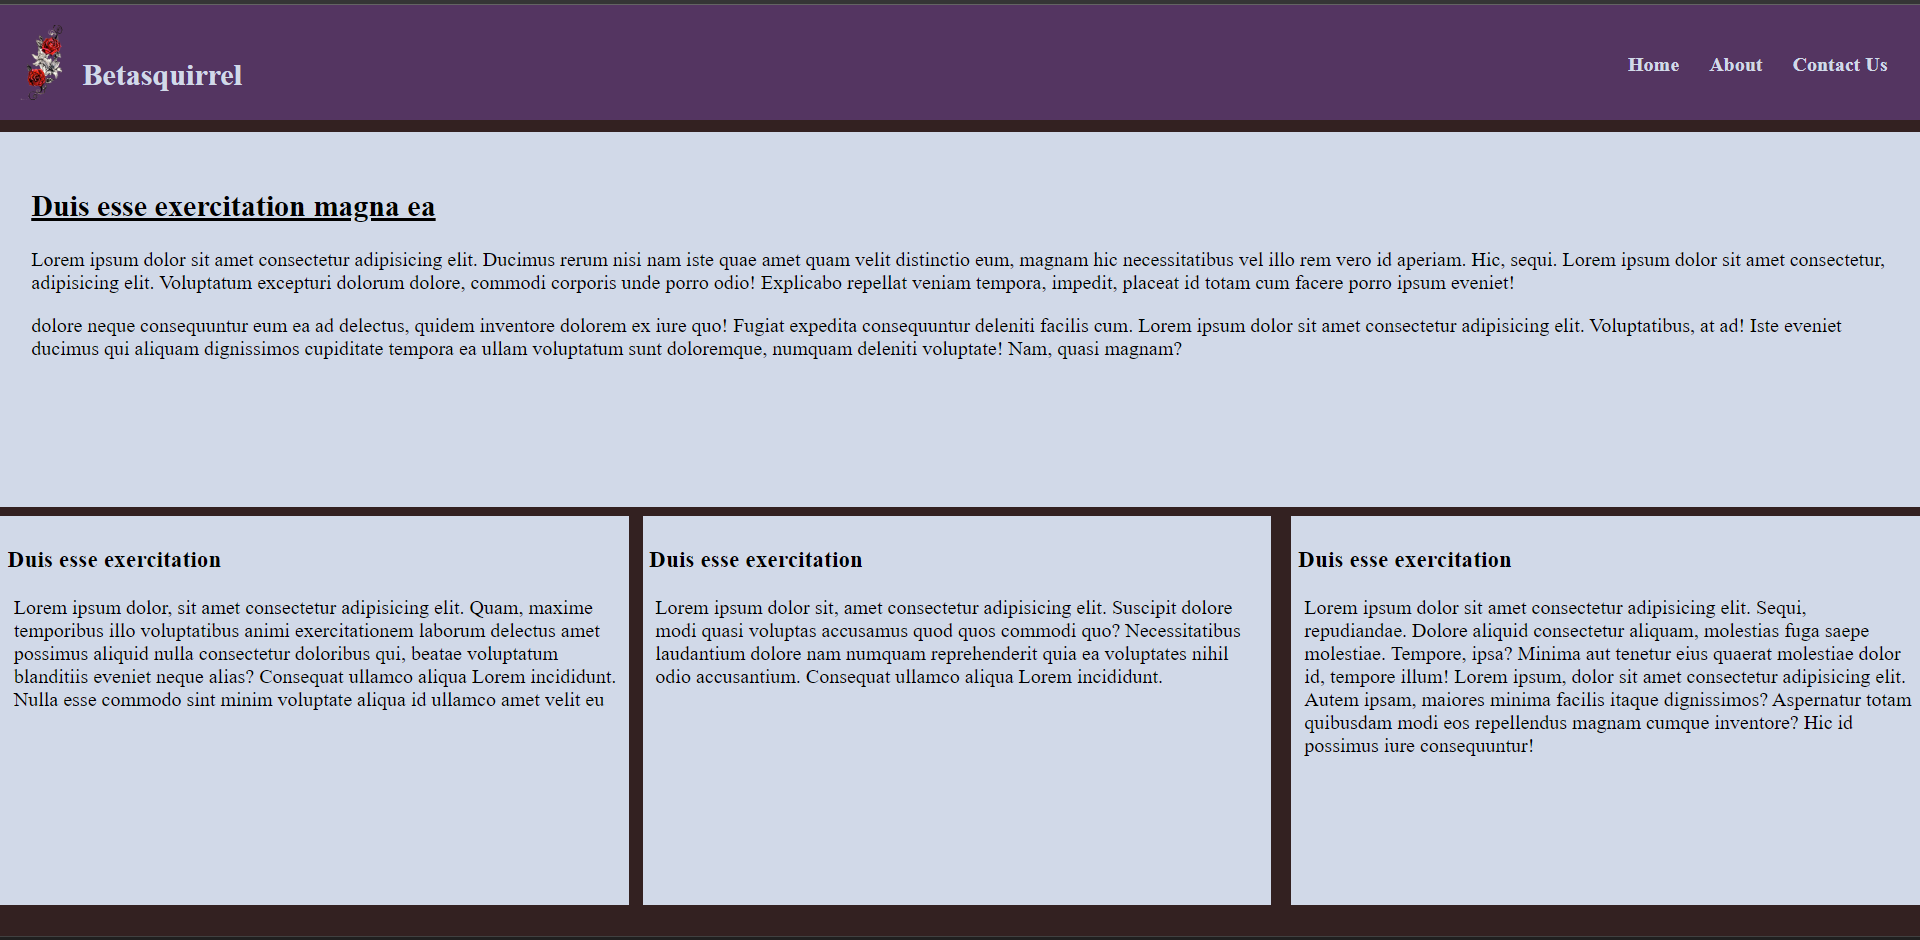 Betasquirrel
Home
About
Contact Us
Duis esse exercitation magna ea
Lorem ipsum dolor sit amet consectetur adipisicing elit. Ducimus rerum nisi nam iste quae amet quam velit distinctio eum, magnam hic necessitatibus vel illo rem vero id aperiam. Hic, sequi. Lorem ipsum dolor sit amet consectetur,
adipisicing elit. Voluptatum excepturi dolorum dolore, commodi corporis unde porro odio! Explicabo repellat veniam tempora, impedit, placeat id totam cum facere porro ipsum eveniet!
dolore neque consequuntur eum ea ad delectus, quidem inventore dolorem ex iure quo! Fugiat expedita consequuntur deleniti facilis cum. Lorem ipsum dolor sit amet consectetur adipisicing elit. Voluptatibus, at ad! Iste eveniet
ducimus qui aliquam dignissimos cupiditate tempora ea ullam voluptatum sunt doloremque, numquam deleniti voluptate! Nam, quasi magnam?
Duis esse exercitation
Lorem ipsum dolor, sit amet consectetur adipisicing elit. Quam, maxime
temporibus illo voluptatibus animi exercitationem laborum delectus amet
possimus aliquid nulla consectetur doloribus qui, beatae voluptatum
blanditiis eveniet neque alias? Consequat ullamco aliqua Lorem incididunt.
Nulla esse commodo sint minim voluptate aliqua id ullamco amet velit eu
Duis esse exercitation
Lorem ipsum dolor sit, amet consectetur adipisicing elit. Suscipit dolore
modi quasi voluptas accusamus quod quos commodi quo? Necessitatibus
laudantium dolore nam numquam reprehenderit quia ea voluptates nihil
odio accusantium. Consequat ullamco aliqua Lorem incididunt.
Duis esse exercitation
Lorem ipsum dolor sit amet consectetur adipisicing elit. Sequi,
repudiandae. Dolore aliquid consectetur aliquam, molestias fuga saepe
molestiae. Tempore, ipsa? Minima aut tenetur eius quaerat molestiae dolor
id, tempore illum! Lorem ipsum, dolor sit amet consectetur adipisicing elit.
Autem ipsam, maiores minima facilis itaque dignissimos? Aspernatur totam
quibusdam modi eos repellendus magnam cumque inventore? Hic id
possimus iure consequuntur!